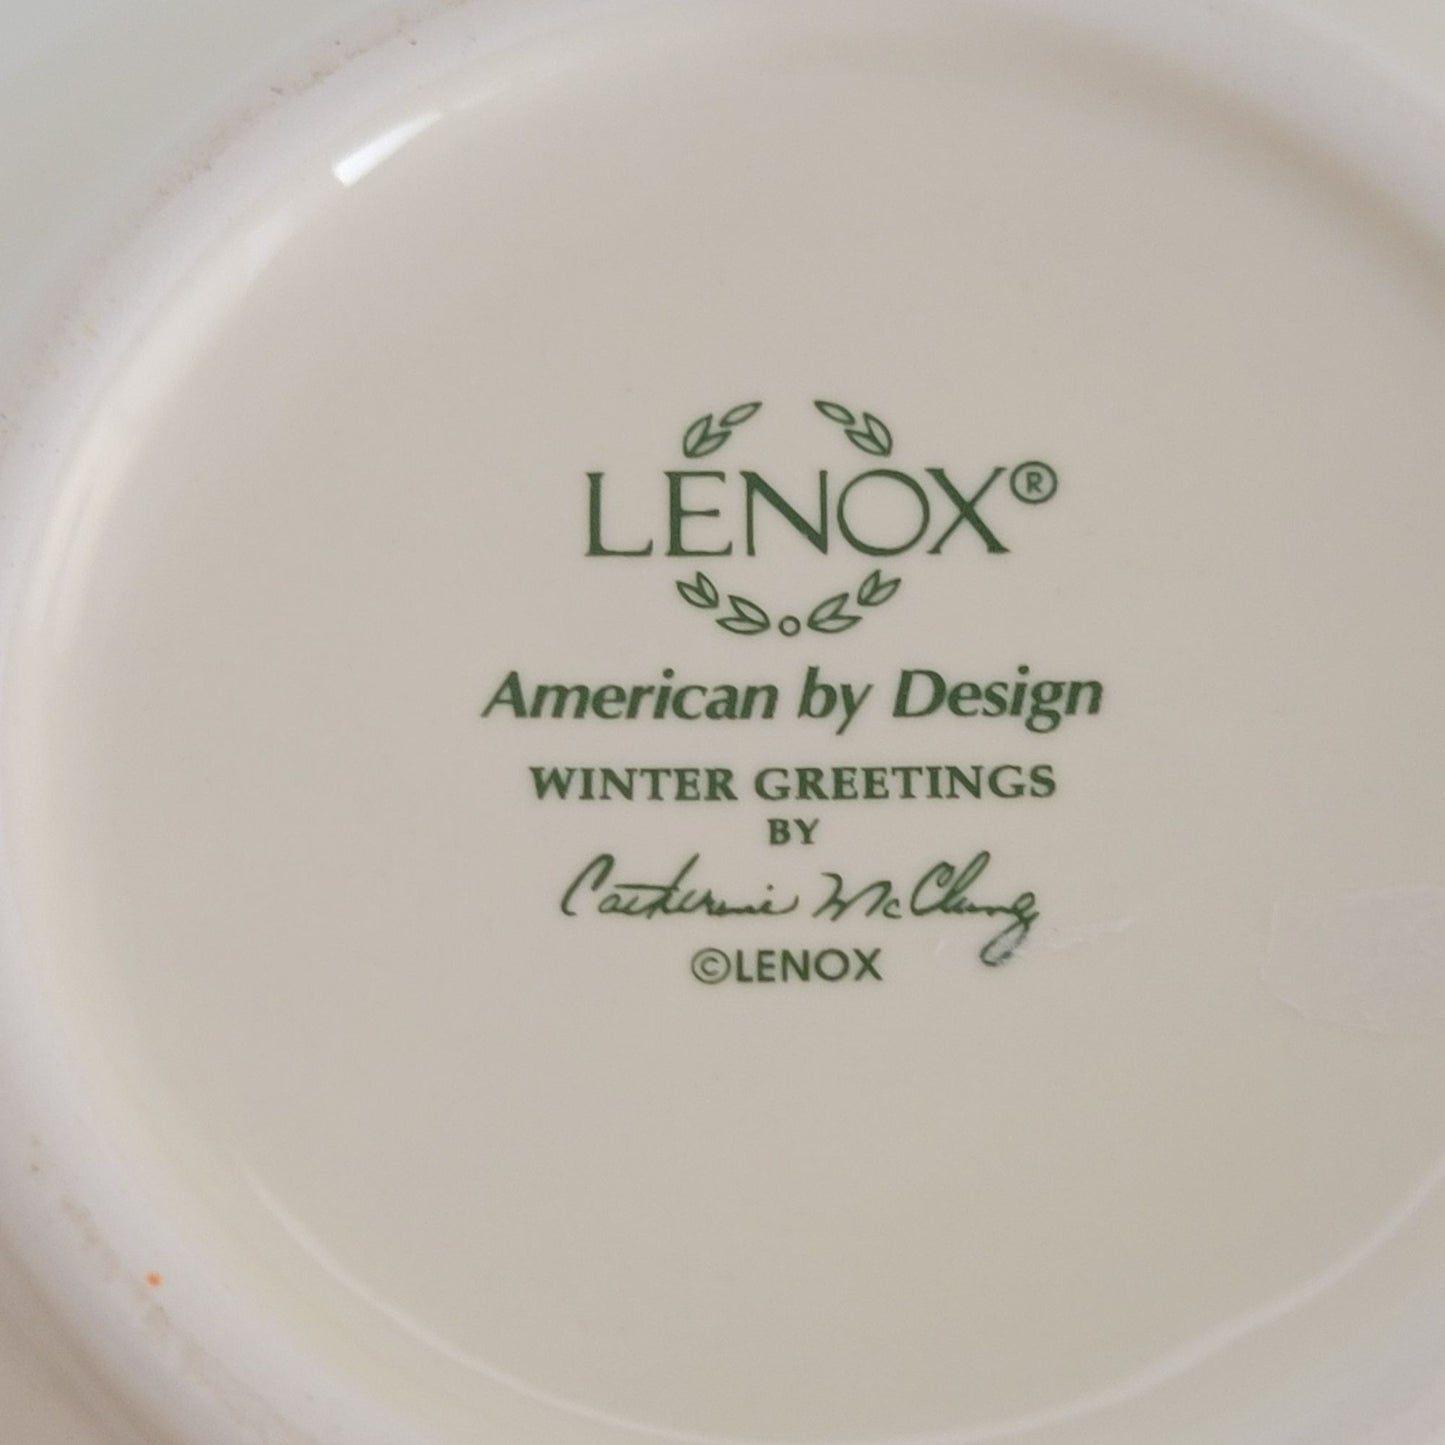 LENOX®
American by Design
WINTER GREETINGS
BY
Catherine McClung
©LENOX